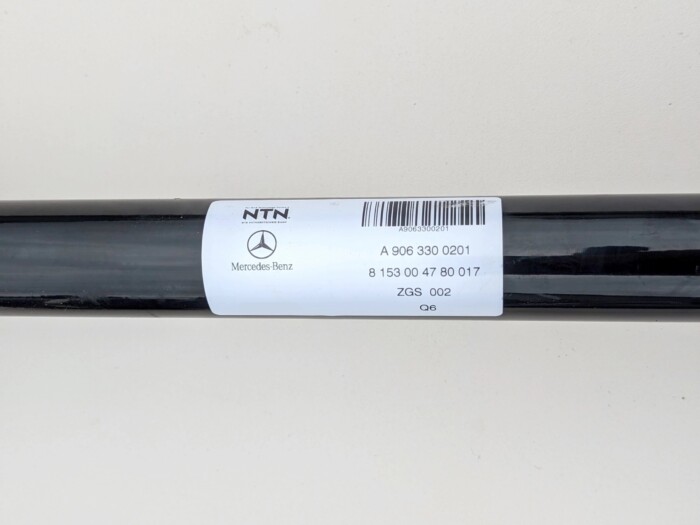 NTN
A9063300201
Mercedes-Benz
A 906 330 0201
8 153 00 47 80 017
ZGS 002
Q6